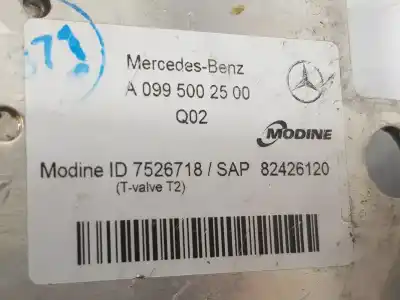 Mercedes-Benz
A 099 500 25 00
Q02
MODINE
Modine ID 7526718 / SAP 82426120
(T-valve T2)